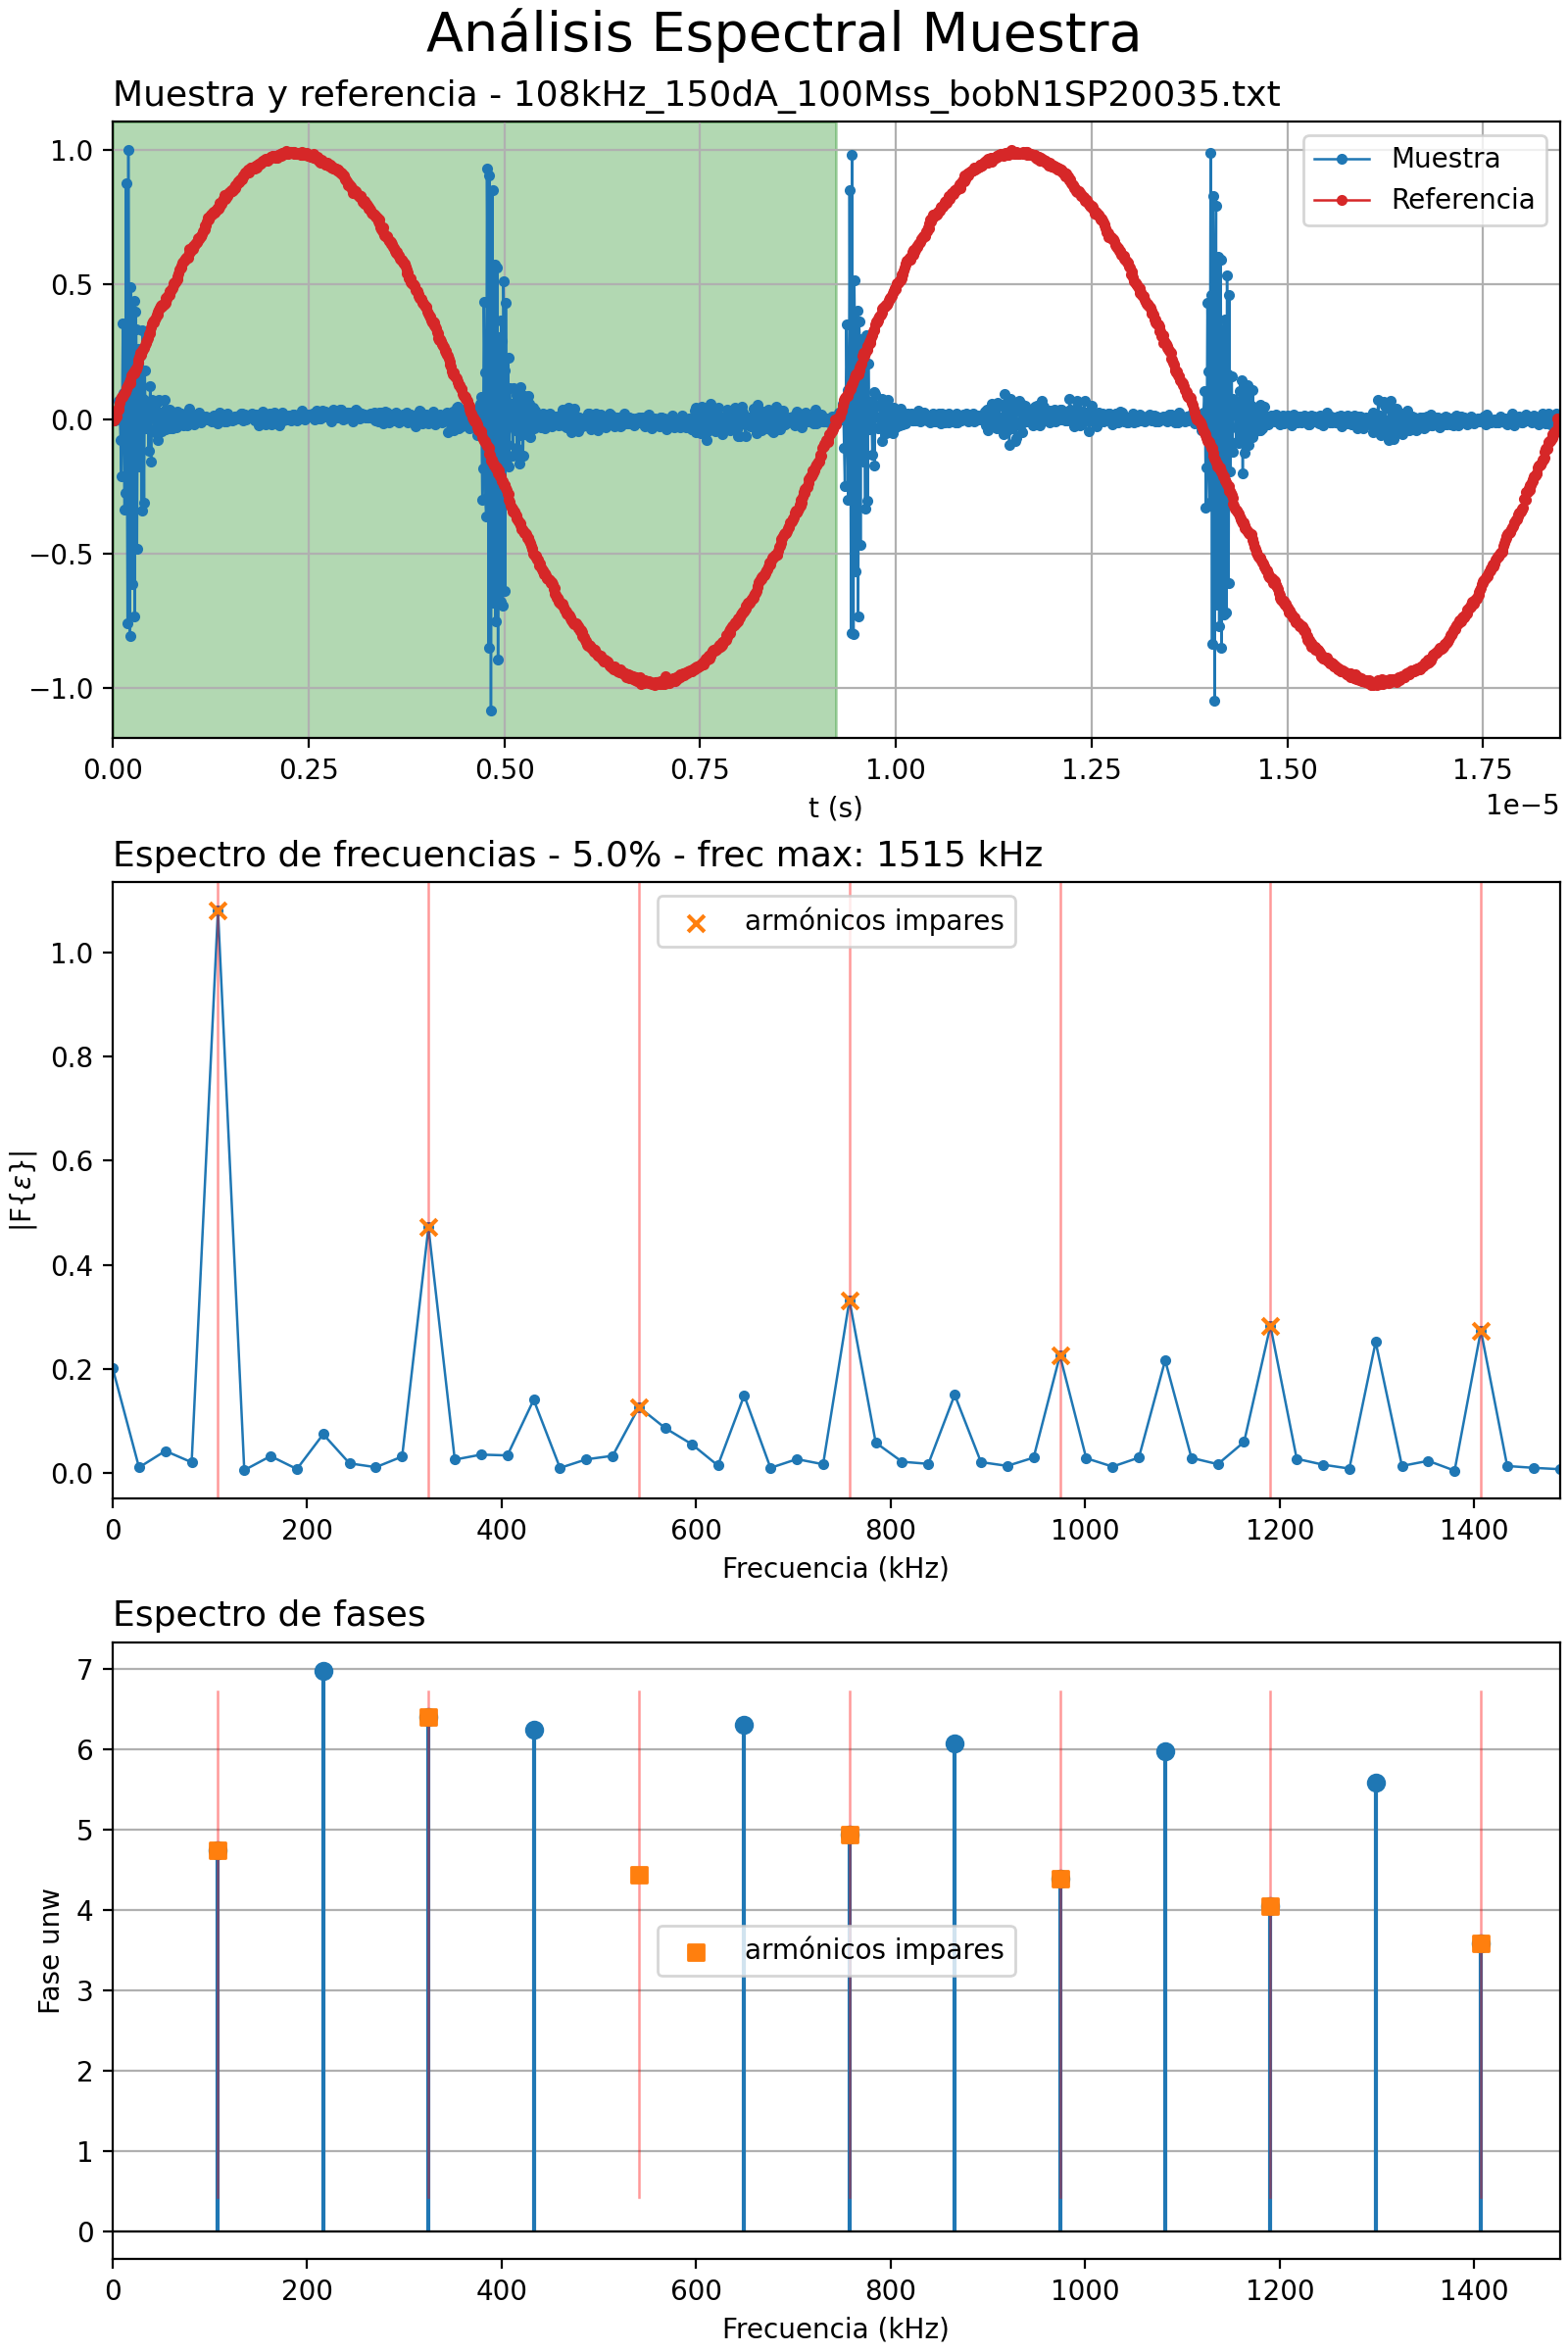 Análisis Espectral Muestra
Muestra y referencia - 108kHz_150dA_100Mss_bobN1SP20035.txt
Muestra
Referencia
1.0
0.5
0.0
−0.5
−1.0
0.00 0.25 0.50 0.75 1.00 1.25 1.50 1.75
t (s)
1e−5
Espectro de frecuencias - 5.0% - frec max: 1515 kHz
armónicos impares
1.0
0.8
0.6
0.4
0.2
0.0
|F{ε}|
0 200 400 600 800 1000 1200 1400
Frecuencia (kHz)
Espectro de fases
7
6
5
4
3
2
1
0
Fase unw
armónicos impares
0 200 400 600 800 1000 1200 1400
Frecuencia (kHz)